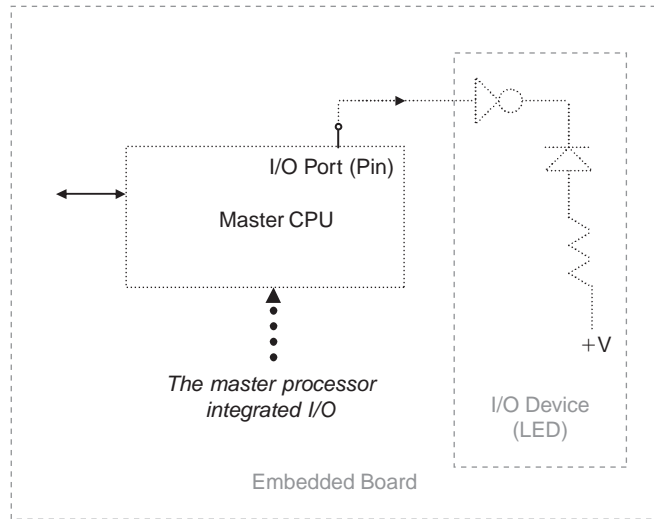 I/O Port (Pin)
Master CPU
+V
The master processor
integrated I/O
I/O Device
(LED)
Embedded Board